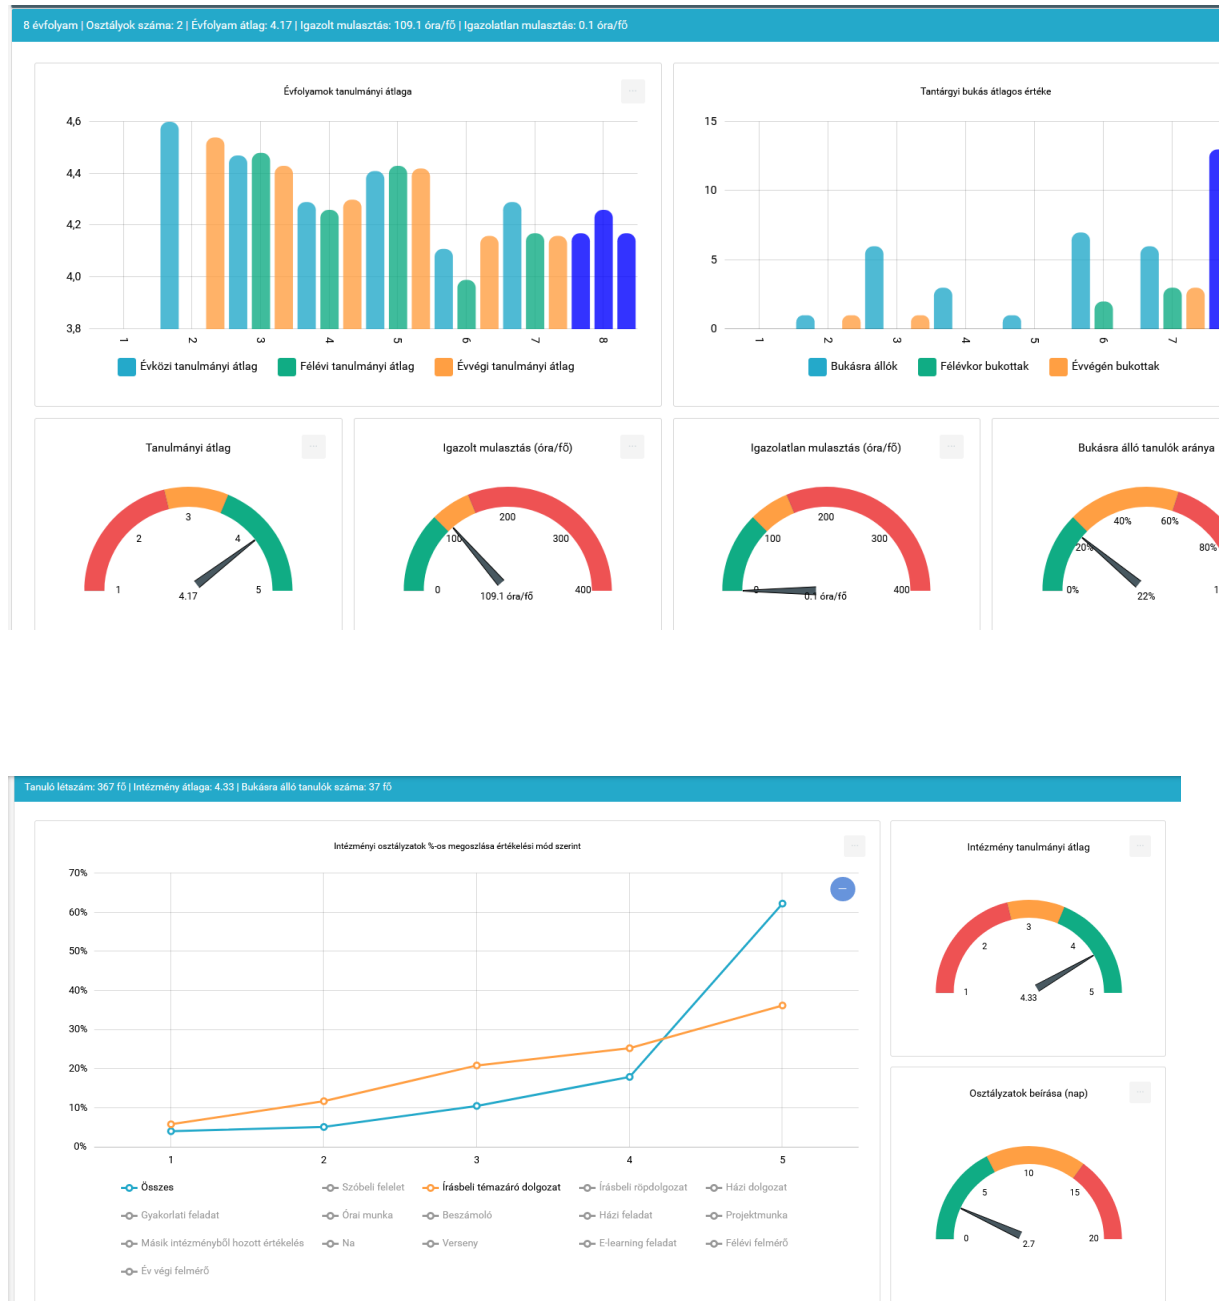 8 évfolyam | Osztályok száma: 2 | Évfolyam átlag: 4.17 | Igazolt mulasztás: 109.1 óra/fő | Igazolatlan mulasztás: 0.1 óra/fő
Évfolyamok tanulmányi átlaga
4,6
4,4
4,2
4,0
3,8
1 2 3 4 5 6 7 8
Évközi tanulmányi átlag Félévi tanulmányi átlag Évvégi tanulmányi átlag
Tantárgyi bukás átlagos értéke
15
10
5
0
1 2 3 4 5 6 7
Bukásra állók Félévkor bukottak Évvégén bukottak
Tanulmányi átlag
1 2 3 4 5
4.17
Igazolt mulasztás (óra/fő)
0 100 200 300 400
109.1 óra/fő
Igazolatlan mulasztás (óra/fő)
0 100 200 300 400
0.1 óra/fő
Bukásra álló tanulók aránya
0% 20% 40% 60% 80% 1
22%
Tanuló létszám: 367 fő | Intézmény átlaga: 4.33 | Bukásra álló tanulók száma: 37 fő
Intézményi osztályzatok %-os megoszlása értékelési mód szerint
70%
60%
50%
40%
30%
20%
10%
0%
1 2 3 4 5
Összes Szóbeli felelet Írásbeli témazáró dolgozat Írásbeli röpdolgozat Házi dolgozat
Gyakorlati feladat Órai munka Beszámoló Házi feladat Projektmunka
Másik intézményből hozott értékelés Na Verseny E-learning feladat Félévi felmérő
Év végi felmérő
Intézmény tanulmányi átlag
1 2 3 4 5
4.33
Osztályzatok beírása (nap)
0 5 10 15 20
2.7